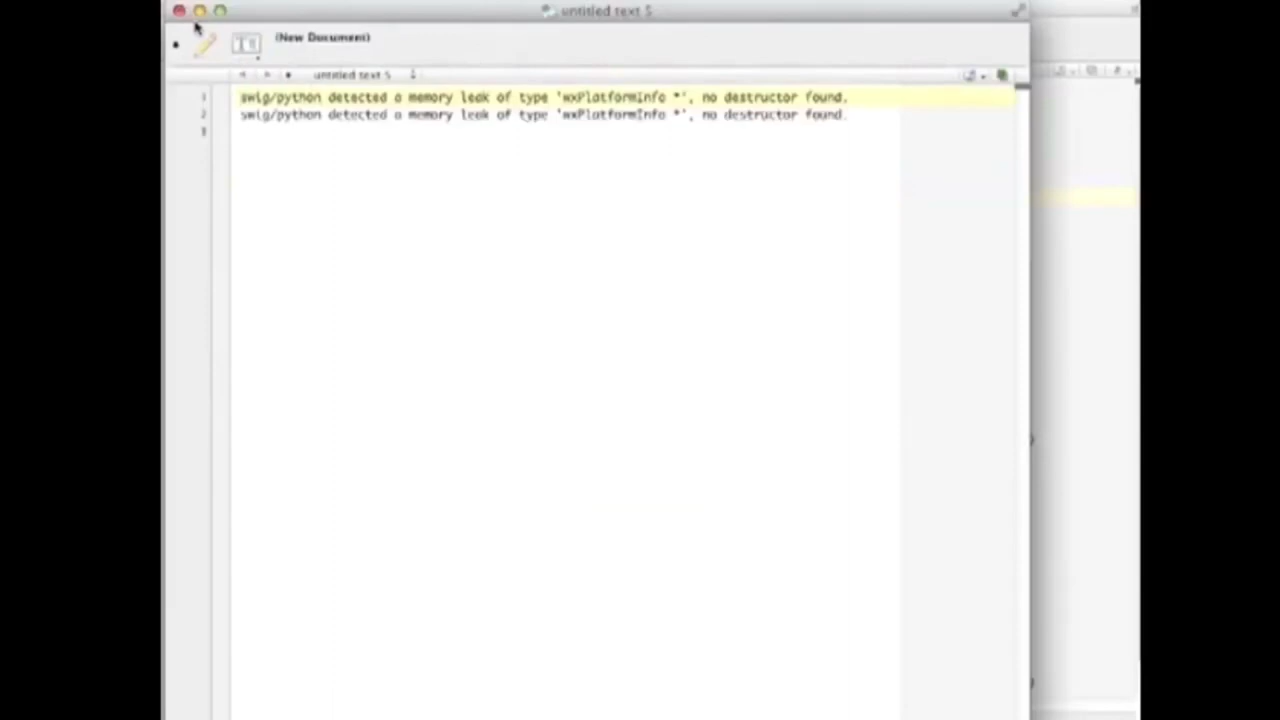 untitled text 5
(New Document)
untitled text 5
1 swig/python detected a memory leak of type 'wxPlatformInfo *', no destructor found.
2 swig/python detected a memory leak of type 'wxPlatformInfo *', no destructor found.
3